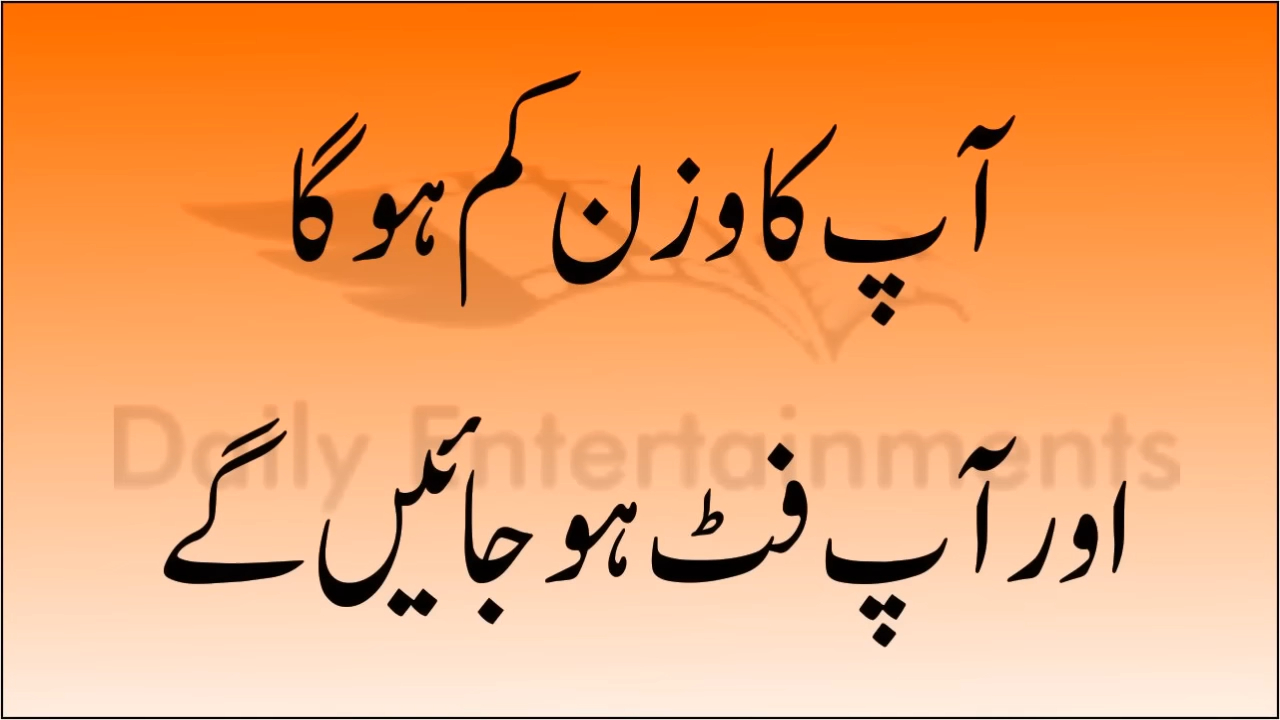 آپ کا وزن کم ہو گا
Daily Entertainments
اور آپ فٹ ہو جائیں گے